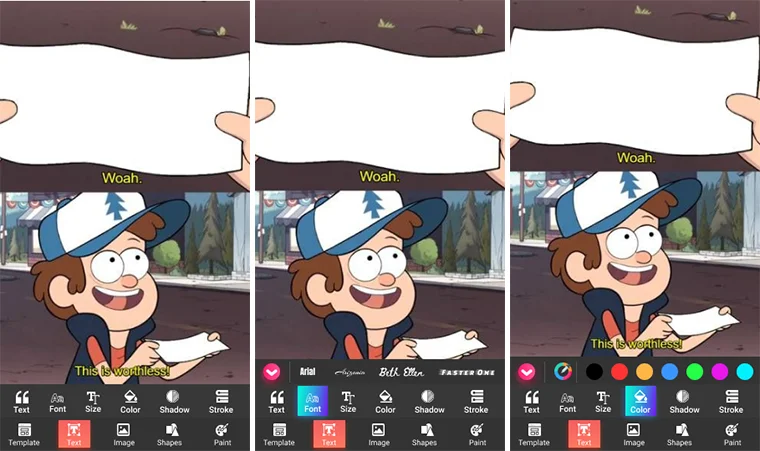 Woah.
This is worthless!
Text Font Size Color Shadow Stroke
Template Text Image Shapes Paint
Woah.
Arial Arizonia Beth Ellen FASTER ONE
Text Font Size Color Shadow Stroke
Template Text Image Shapes Paint
Woah.
This is worthless!
Text Font Size Color Shadow Stroke
Template Text Image Shapes Paint